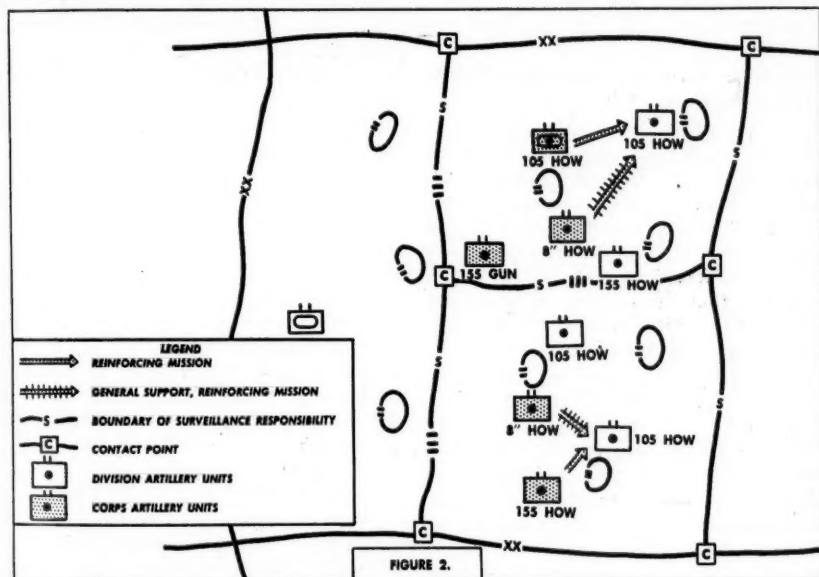 C XX C
S
105 HOW
105 HOW
S
XX
8" HOW
155 GUN
155 HOW
C S C
LEGEND
REINFORCING MISSION
GENERAL SUPPORT, REINFORCING MISSION
S BOUNDARY OF SURVEILLANCE RESPONSIBILITY
C CONTACT POINT
DIVISION ARTILLERY UNITS
CORPS ARTILLERY UNITS
105 HOW
S
S
8" HOW
105 HOW
155 HOW
C XX C
FIGURE 2.